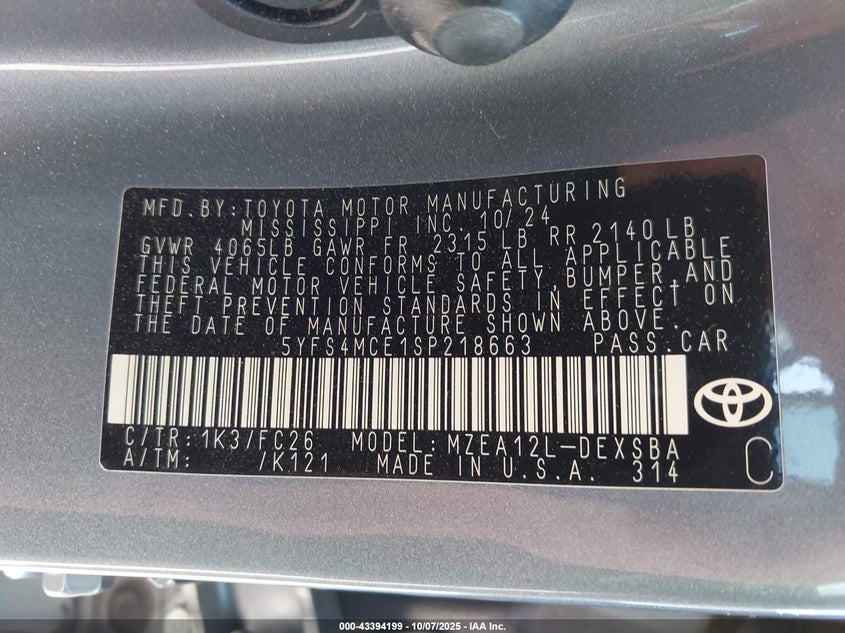 MFD.BY:TOYOTA MOTOR MANUFACTURING
MISSISSIPPI INC. 10/24
GVWR 4065LB GAWR FR 2315 LB RR 2140 LB
THIS VEHICLE CONFORMS TO ALL APPLICABLE
FEDERAL MOTOR VEHICLE SAFETY,BUMPER,AND
THEFT PREVENTION STANDARDS IN EFFECT ON
THE DATE OF MANUFACTURE SHOWN ABOVE.
5YFS4MCE1SP218663 PASS.CAR
C/TR:1K3/FC26 MODEL:MZEA12L-DEXSBA
A/TM: /K121 MADE IN U.S.A. 314
C
000-43394199 - 10/07/2025 - IAA Inc.